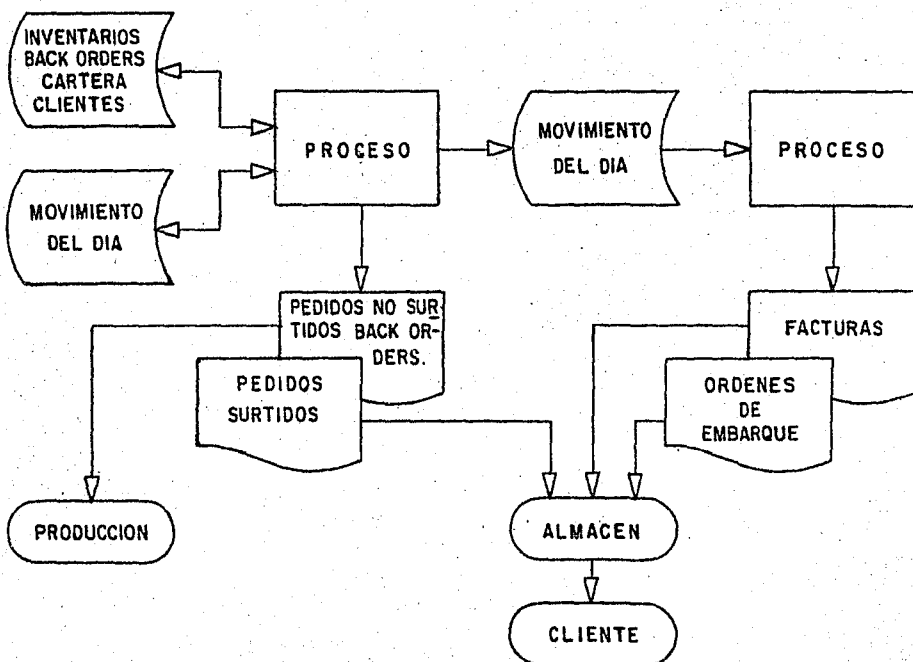 INVENTARIOS
BACK ORDERS
CARTERA
CLIENTES
PROCESO
MOVIMIENTO
DEL DIA
PROCESO
MOVIMIENTO
DEL DIA
PEDIDOS NO SUR
TIDOS BACK OR-
DERS.
PEDIDOS
SURTIDOS
FACTURAS
ORDENES
DE
EMBARQUE
PRODUCCION
ALMACEN
CLIENTE